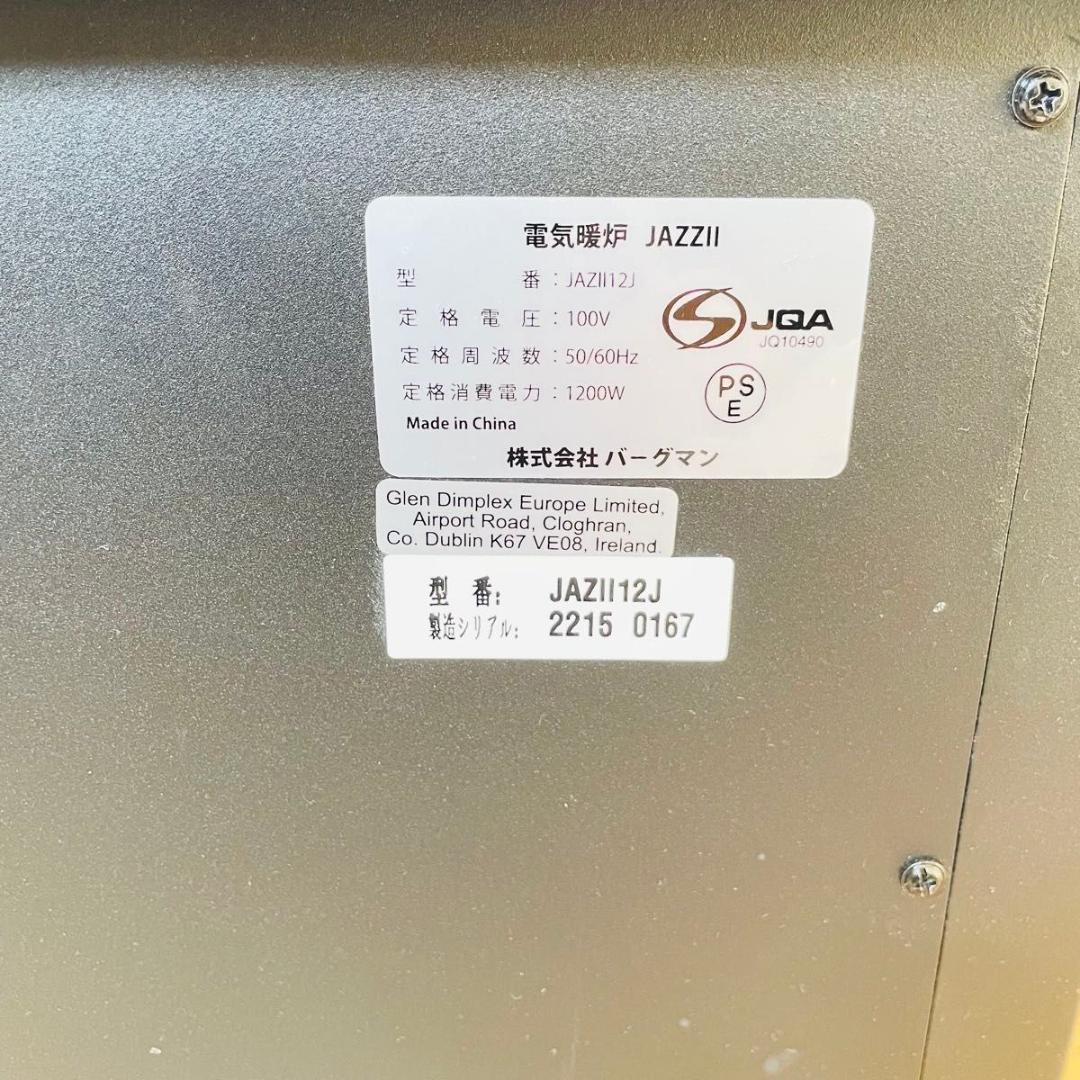 電気暖炉 JAZZII
型番：JAZII12J
定格電圧：100V
定格周波数：50/60Hz
定格消費電力：1200W
Made in China
JQA
JQ10490
PS
E
株式会社バーグマン
Glen Dimplex Europe Limited,
Airport Road, Cloghran,
Co. Dublin K67 VE08, Ireland.
型番: JAZII12J
製造シリアル: 2215 0167